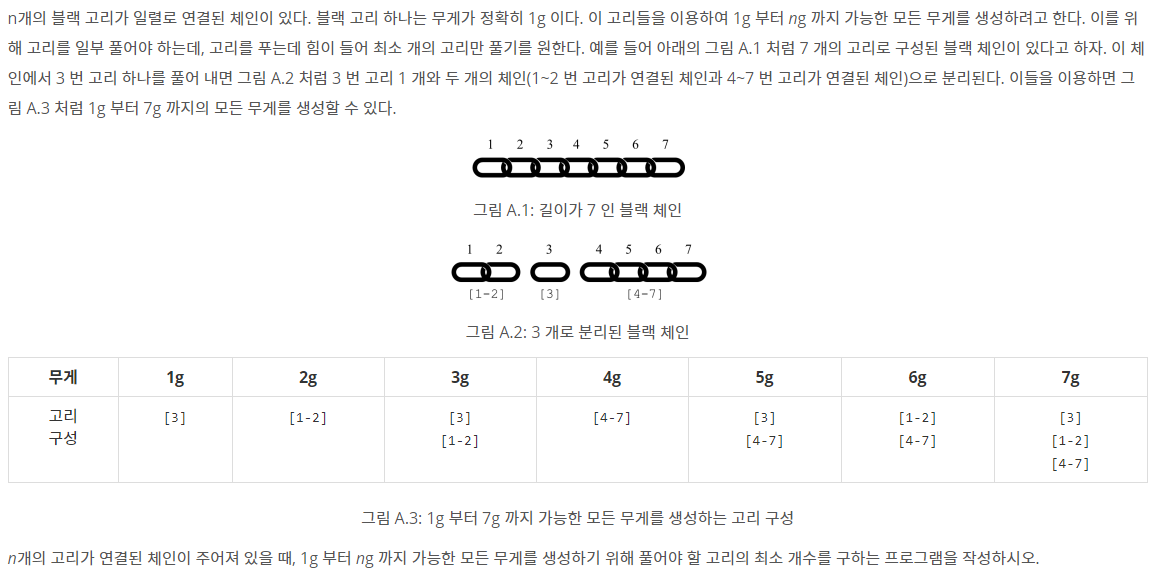 n개의 블랙 고리가 일렬로 연결된 체인이 있다. 블랙 고리 하나는 무게가 정확히 1g 이다. 이 고리들을 이용하여 1g 부터 ng 까지 가능한 모든 무게를 생성하려고 한다. 이를 위
해 고리를 일부 풀어야 하는데, 고리를 푸는데 힘이 들어 최소 개의 고리만 풀기를 원한다. 예를 들어 아래의 그림 A.1 처럼 7 개의 고리로 구성된 블랙 체인이 있다고 하자. 이 체
인에서 3 번 고리 하나를 풀어 내면 그림 A.2 처럼 3 번 고리 1 개와 두 개의 체인(1~2 번 고리가 연결된 체인과 4~7 번 고리가 연결된 체인)으로 분리된다. 이들을 이용하면 그
림 A.3 처럼 1g 부터 7g 까지의 모든 무게를 생성할 수 있다.
1 2 3 4 5 6 7
그림 A.1: 길이가 7 인 블랙 체인
1 2 3 4 5 6 7
[1-2] [3] [4-7]
그림 A.2: 3 개로 분리된 블랙 체인
무게 1g 2g 3g 4g 5g 6g 7g
고리 [3] [1-2] [3] [4-7] [3] [1-2] [3]
구성 [1-2] [4-7] [4-7] [1-2]
[4-7]
그림 A.3: 1g 부터 7g 까지 가능한 모든 무게를 생성하는 고리 구성
n개의 고리가 연결된 체인이 주어져 있을 때, 1g 부터 ng 까지 가능한 모든 무게를 생성하기 위해 풀어야 할 고리의 최소 개수를 구하는 프로그램을 작성하시오.